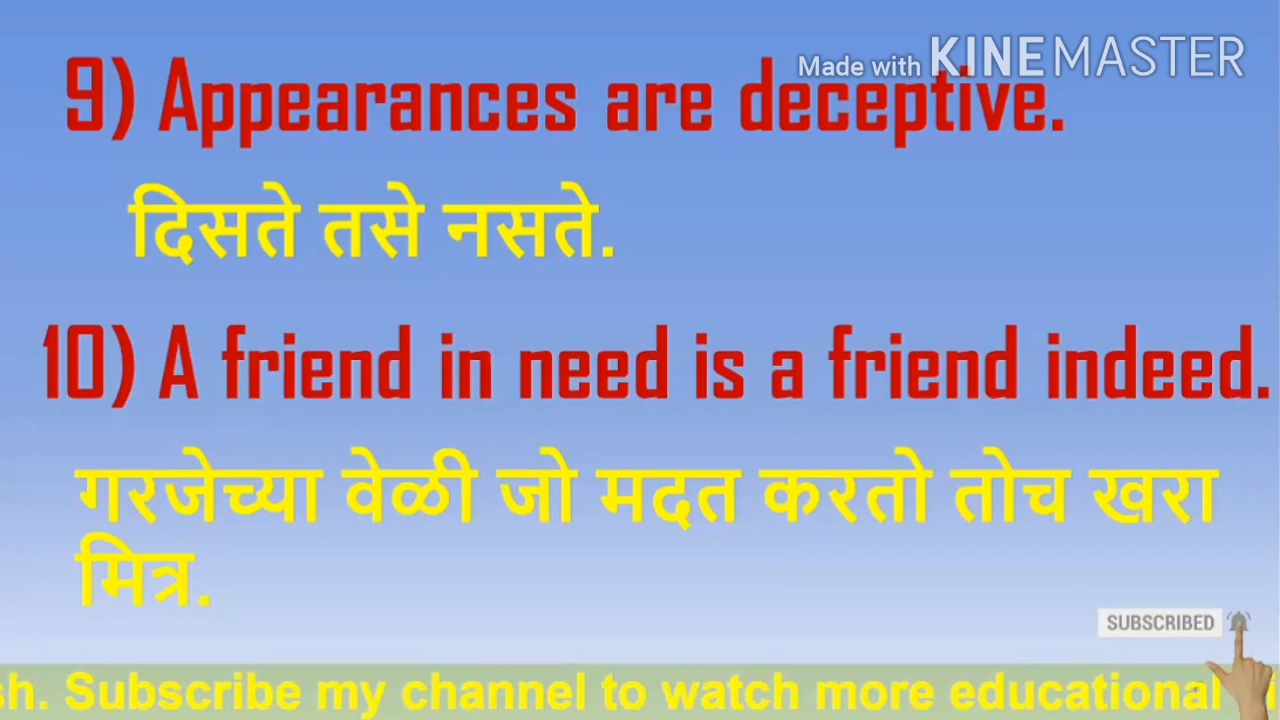 Made with KINEMASTER
9) Appearances are deceptive.
दिसते तसे नसते.
10) A friend in need is a friend indeed.
गरजेच्या वेळी जो मदत करतो तोच खरा
मित्र.
SUBSCRIBED
sh. Subscribe my channel to watch more educational